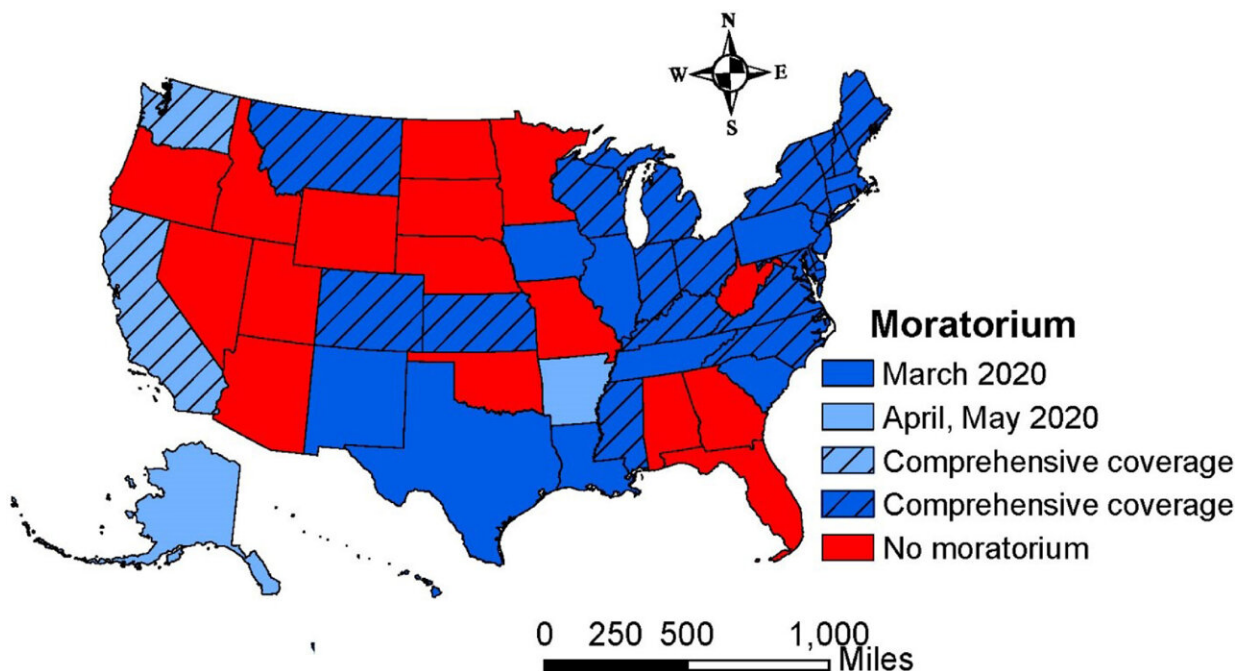 N
W E
S
Moratorium
March 2020
April, May 2020
Comprehensive coverage
Comprehensive coverage
No moratorium
0 250 500 1,000
Miles